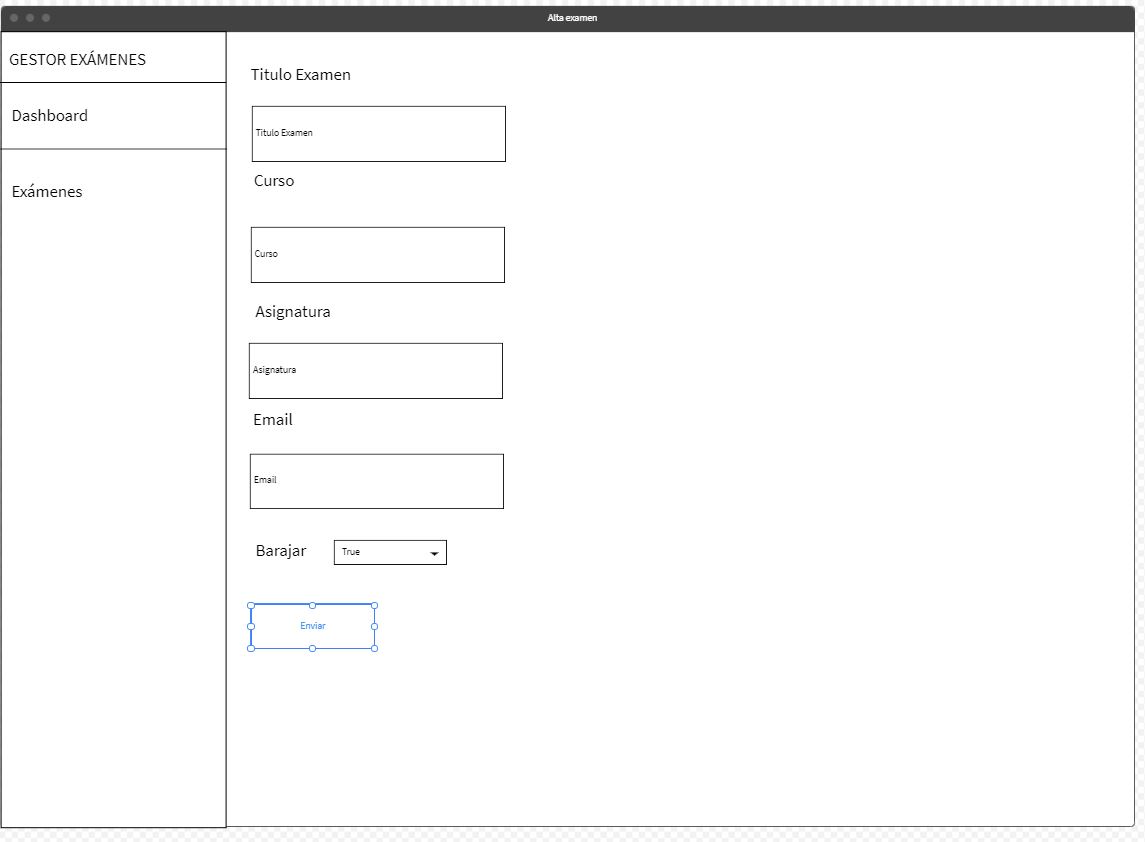 Alta examen
GESTOR EXÁMENES
Dashboard
Exámenes
Titulo Examen
Titulo Examen
Curso
Curso
Asignatura
Asignatura
Email
Email
Barajar
True
Enviar